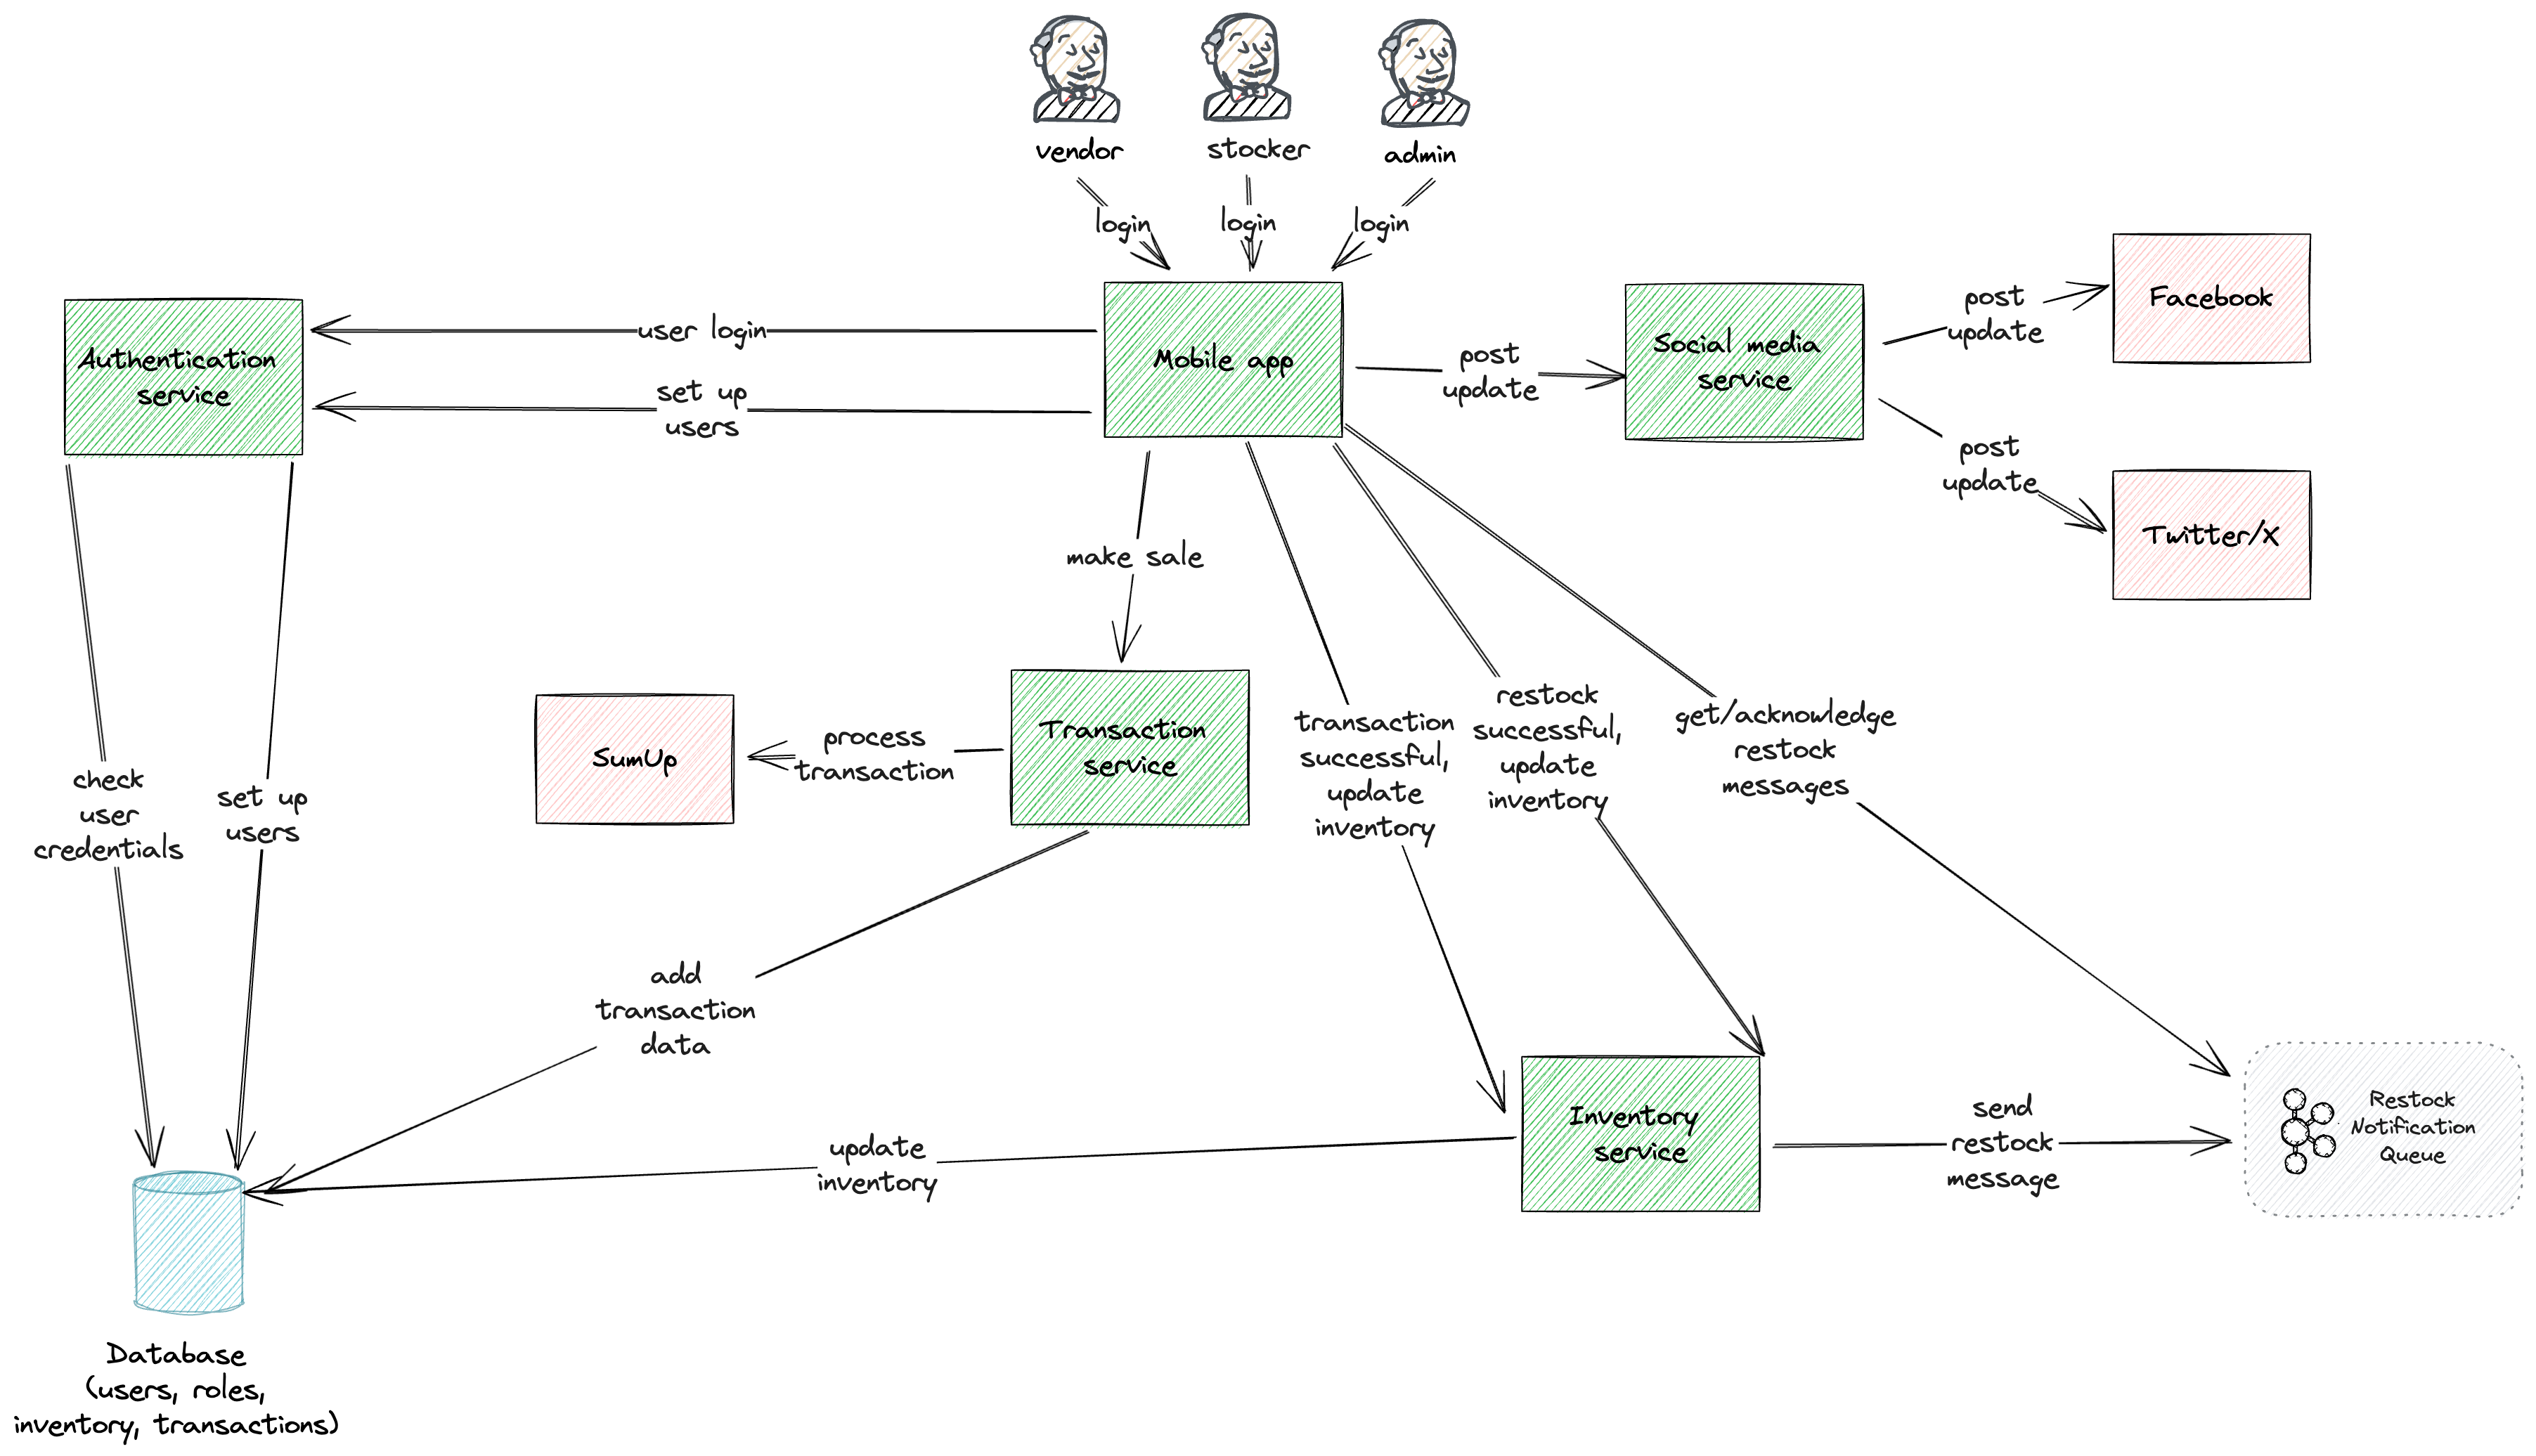 vendor
stocker
admin
login
login
login
Authentication
service
user login
set up
users
Mobile app
post
update
Social media
service
post
update
Facebook
post
update
Twitter/X
make sale
SumUp
process
transaction
Transaction
service
transaction
successful,
update
inventory
restock
successful,
update
inventory
get/acknowledge
restock
messages
check
user
credentials
set up
users
add
transaction
data
update
inventory
Inventory
service
send
restock
message
Restock
Notification
Queue
Database
(users, roles,
inventory, transactions)